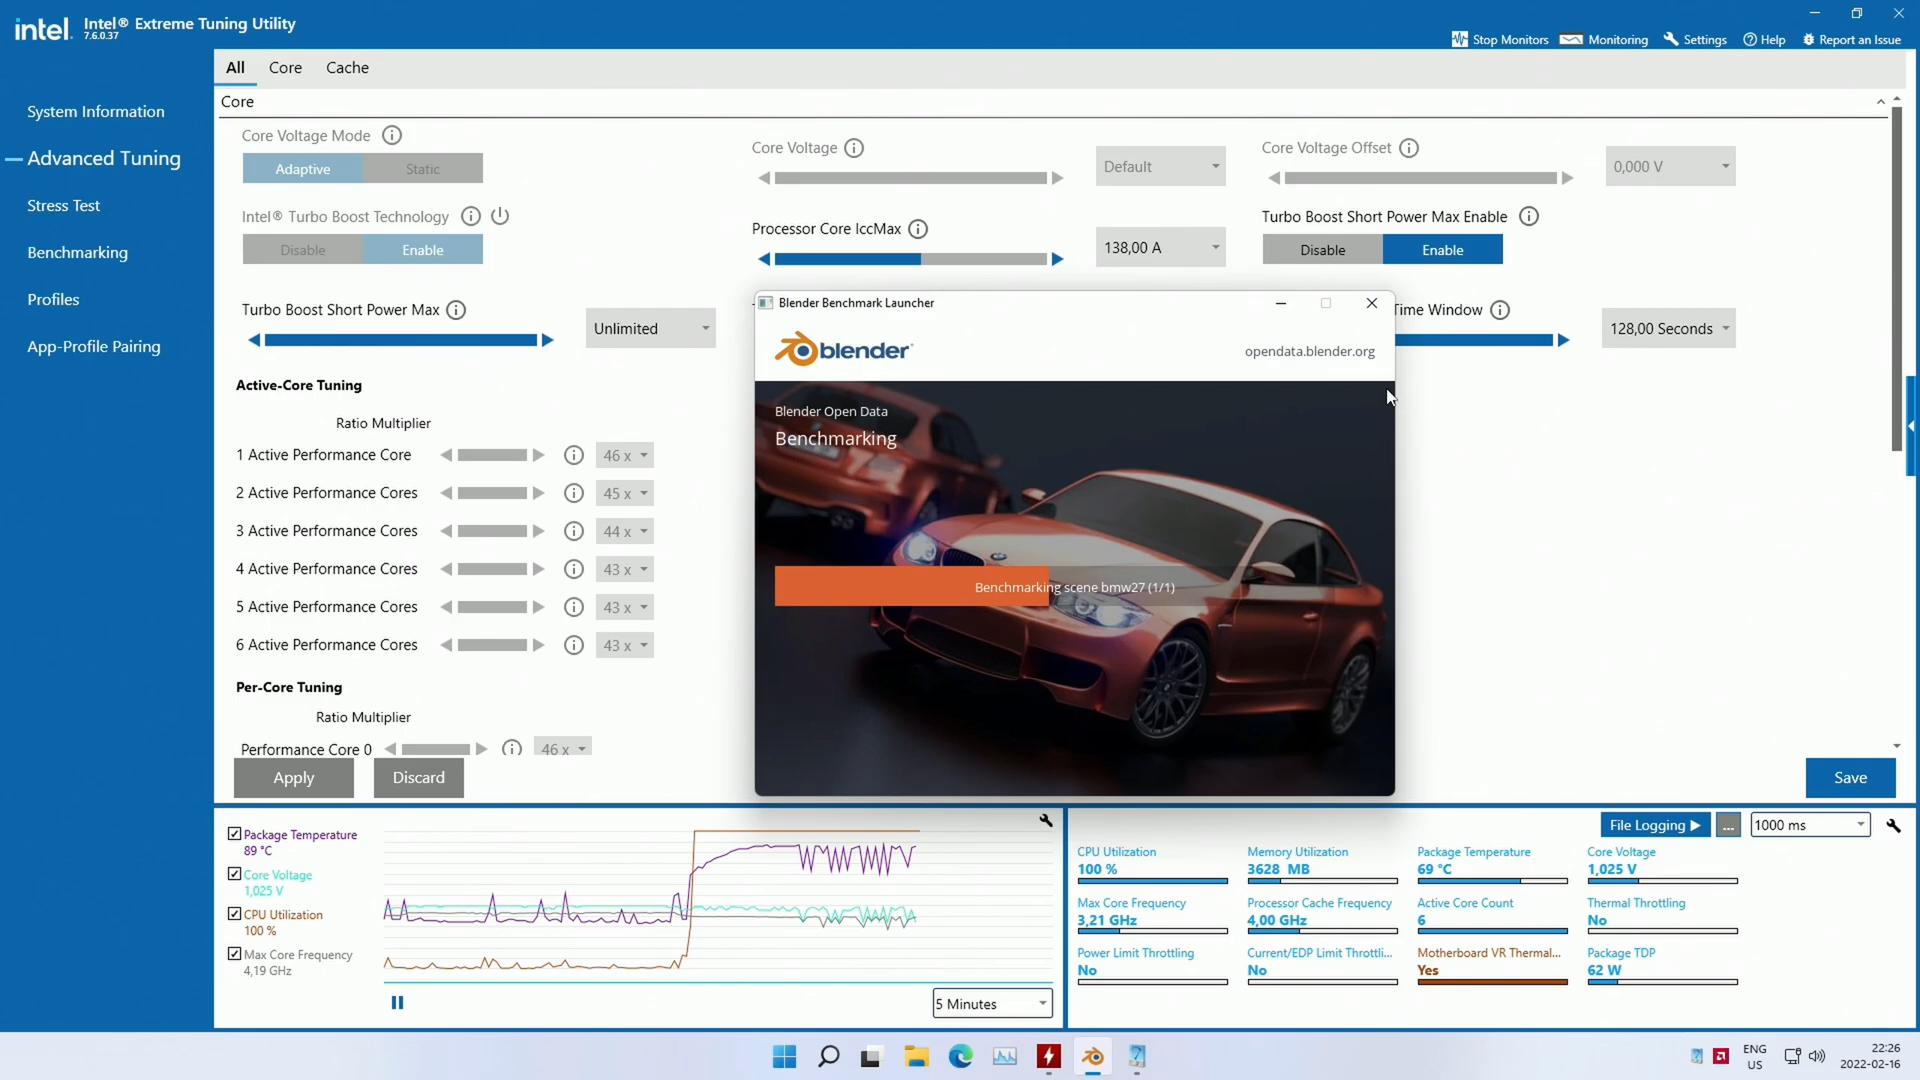 intel.
Intel® Extreme Tuning Utility
7.6.0.37
Stop Monitors
Monitoring
Settings
Help
Report an Issue
System Information
Advanced Tuning
Stress Test
Benchmarking
Profiles
App-Profile Pairing
All
Core
Cache
Core
Core Voltage Mode
Adaptive
Static
Core Voltage
Default
Core Voltage Offset
0,000 V
Intel® Turbo Boost Technology
Disable
Enable
Processor Core IccMax
138,00 A
Turbo Boost Short Power Max Enable
Disable
Enable
Turbo Boost Short Power Max
Unlimited
Time Window
128,00 Seconds
Active-Core Tuning
Ratio Multiplier
1 Active Performance Core
46 x
2 Active Performance Cores
45 x
3 Active Performance Cores
44 x
4 Active Performance Cores
43 x
5 Active Performance Cores
43 x
6 Active Performance Cores
43 x
Per-Core Tuning
Ratio Multiplier
Performance Core 0
46 x
Apply
Discard
Save
Blender Benchmark Launcher
blender
opendata.blender.org
Blender Open Data
Benchmarking
Benchmarking scene bmw27 (1/1)
Package Temperature
89 °C
Core Voltage
1,025 V
CPU Utilization
100 %
Max Core Frequency
4,19 GHz
5 Minutes
File Logging
...
1000 ms
CPU Utilization
100 %
Memory Utilization
3628 MB
Package Temperature
69 °C
Core Voltage
1,025 V
Max Core Frequency
3,21 GHz
Processor Cache Frequency
4,00 GHz
Active Core Count
6
Thermal Throttling
No
Power Limit Throttling
No
Current/EDP Limit Throttli...
No
Motherboard VR Thermal...
Yes
Package TDP
62 W
ENG
US
22:26
2022-02-16